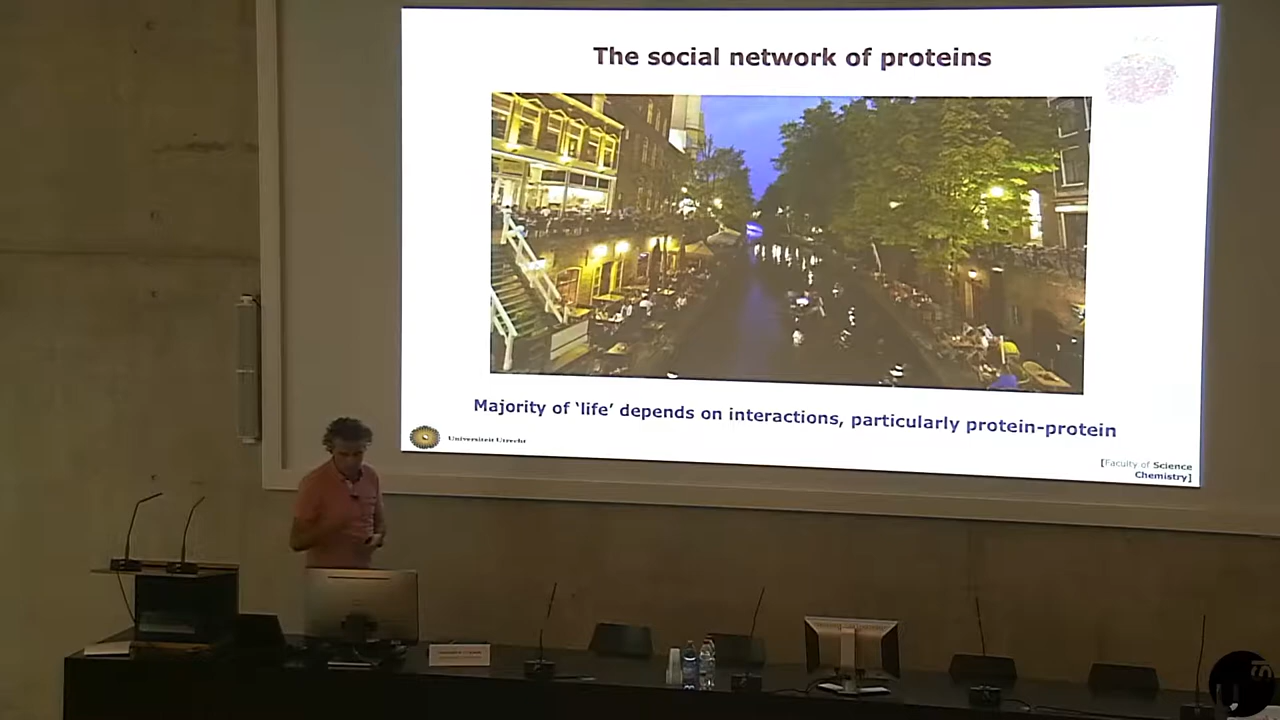 The social network of proteins
Majority of ‘life’ depends on interactions, particularly protein-protein
Universiteit Utrecht
[Faculty of Science
Chemistry]